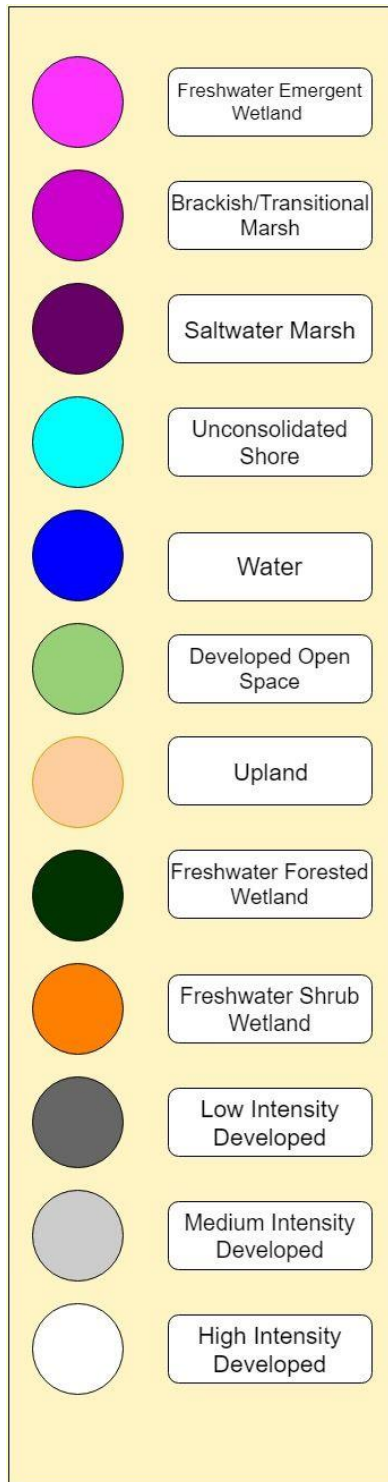 Freshwater Emergent
Wetland
Brackish/Transitional
Marsh
Saltwater Marsh
Unconsolidated
Shore
Water
Developed Open
Space
Upland
Freshwater Forested
Wetland
Freshwater Shrub
Wetland
Low Intensity
Developed
Medium Intensity
Developed
High Intensity
Developed